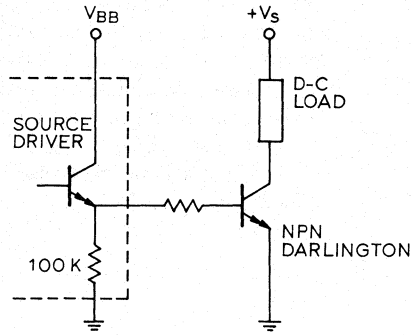 VBB
+VS
D-C
LOAD
SOURCE
DRIVER
NPN
DARLINGTON
100 K